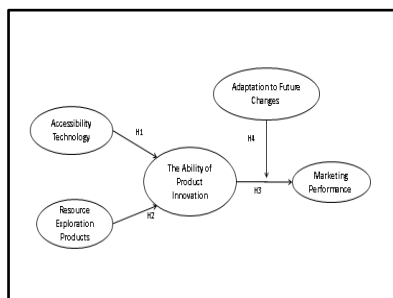 Adaptation to Future
Changes
Accessibility
Technology
H1
H4
The Ability of
Product
Innovation
H3
Marketing
Performance
Resource
Exploration
Products
H2